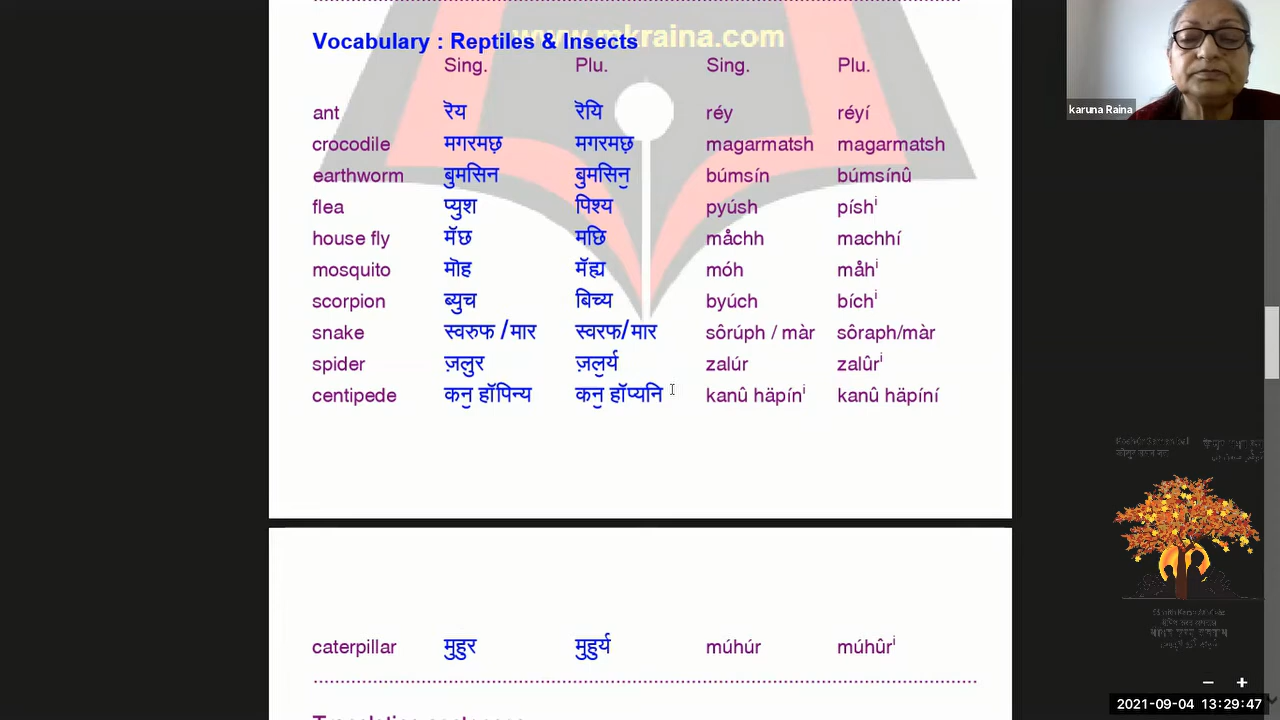 www.mkraina.com
Vocabulary : Reptiles & Insects
Sing. Plu. Sing. Plu.
ant रॆय रॆयि réy réyí
crocodile मगरमछ़ मगरमछ़ magarmatsh magarmatsh
earthworm बुमसिन बुमसिन॒ búmsín búmsínû
flea प्युश पिश्य pyúsh píshⁱ
house fly मॅछ मछि måchh machhí
mosquito मॊह मॅह्य móh måhⁱ
scorpion ब्युच बिच्य byúch bíchⁱ
snake स्वरुफ /मार स्वरफ/मार sôrúph / màr sôraph/màr
spider ज़लुर ज़ल॒र्य zalúr zalûrⁱ
centipede कन॒ हॉपिन्य कन॒ हॉप्यनि kanû häpínⁱ kanû häpíní
caterpillar मुहुर मुहुर्य múhúr múhûrⁱ
karuna Raina
2021-09-04 13:29:47